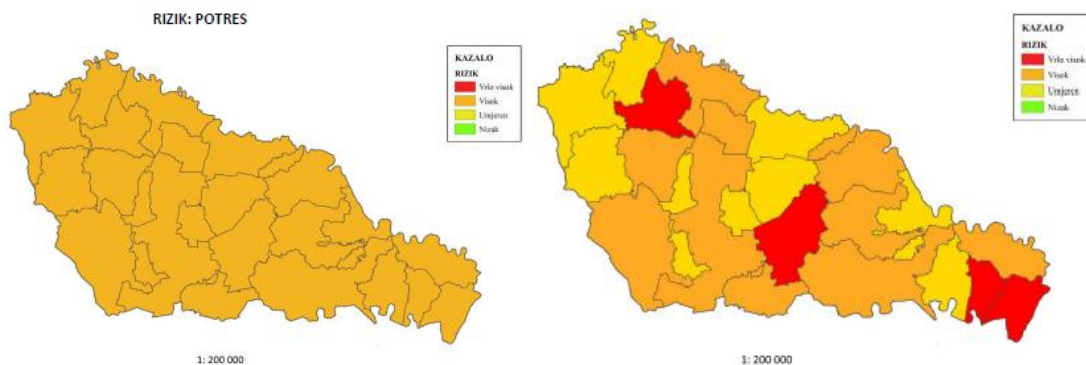 RIZIK: POTRES
KAZALO
RIZIK
Vrlo visok
Visok
Umjeren
Nizak
1: 200 000
KAZALO
RIZIK
Vrlo visok
Visok
Umjeren
Nizak
1: 200 000